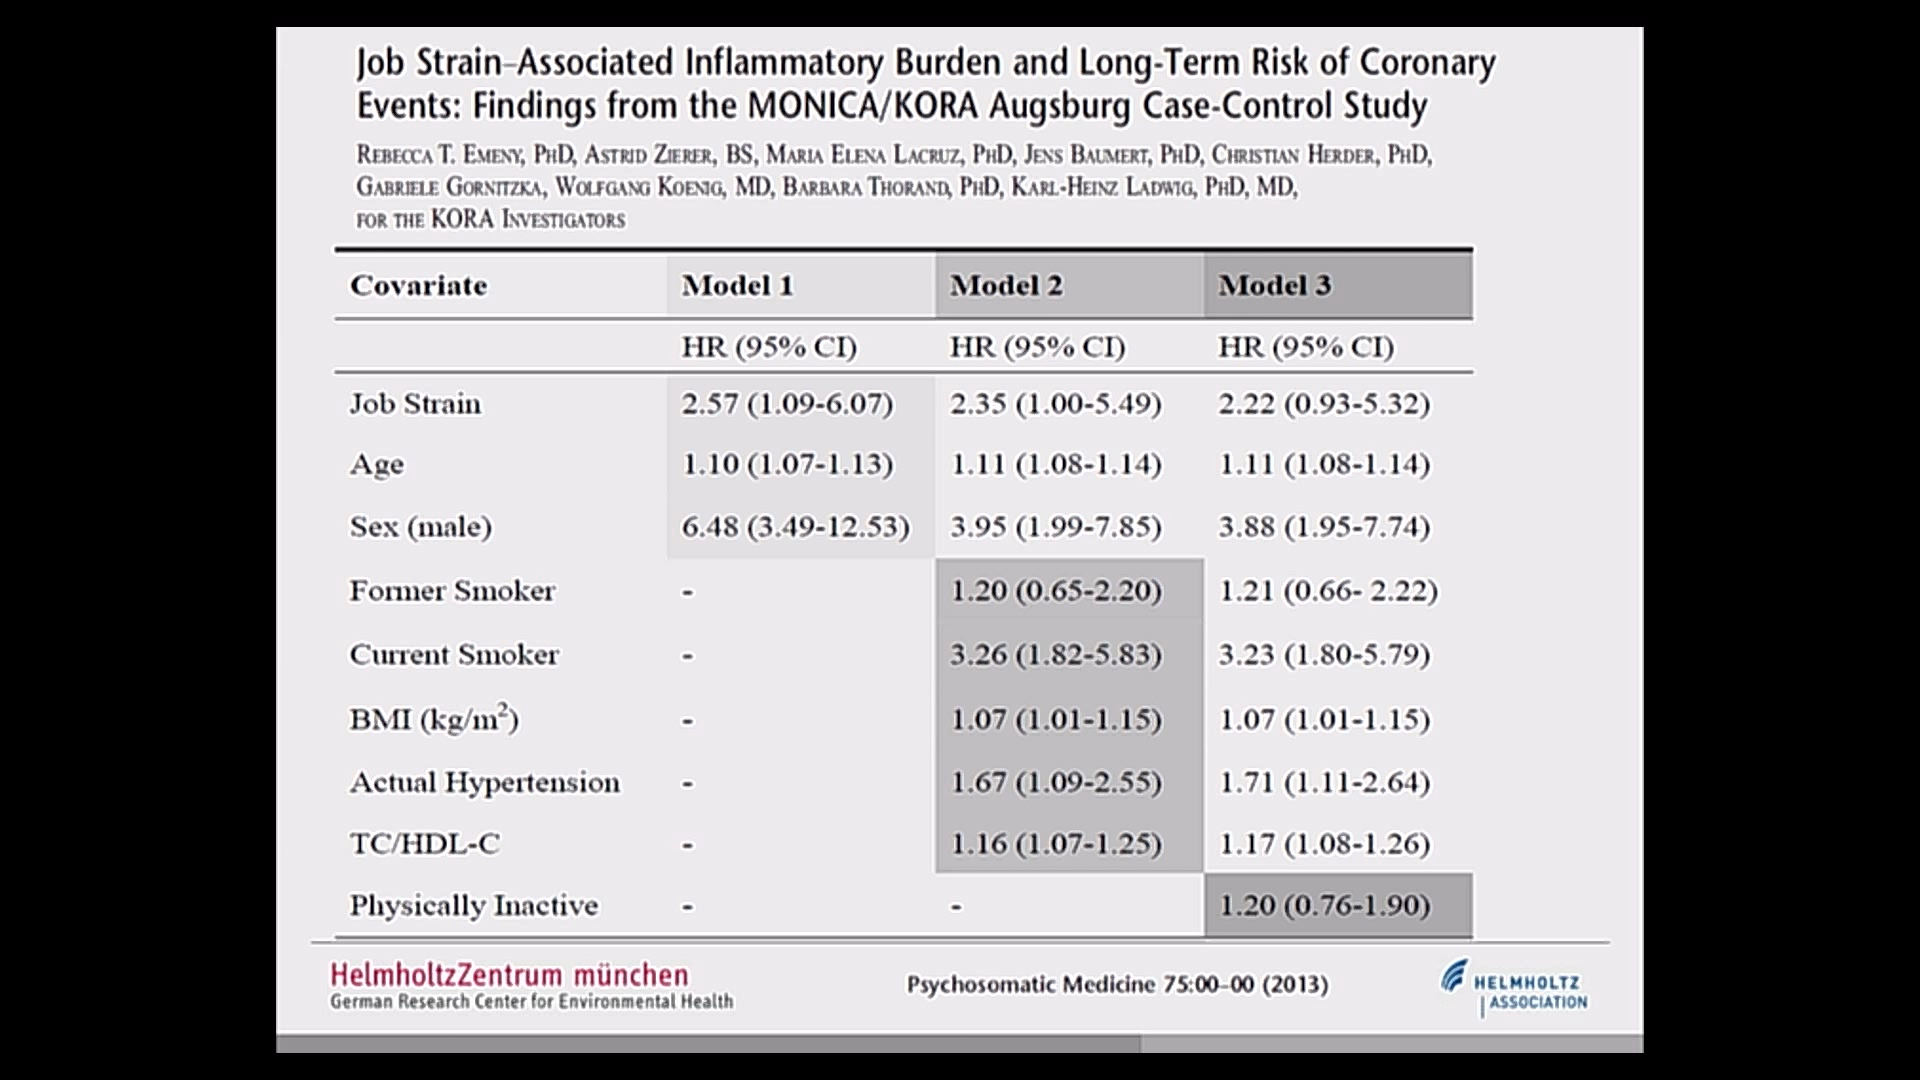 Job Strain–Associated Inflammatory Burden and Long-Term Risk of Coronary
Events: Findings from the MONICA/KORA Augsburg Case-Control Study
Rebecca T. Emeny, PhD, Astrid Zierer, BS, Maria Elena Lacruz, PhD, Jens Baumert, PhD, Christian Herder, PhD,
Gabriele Gornitzka, Wolfgang Koenig, MD, Barbara Thorand, PhD, Karl-Heinz Ladwig, PhD, MD,
for the KORA Investigators
Covariate Model 1 Model 2 Model 3
HR (95% CI) HR (95% CI) HR (95% CI)
Job Strain 2.57 (1.09-6.07) 2.35 (1.00-5.49) 2.22 (0.93-5.32)
Age 1.10 (1.07-1.13) 1.11 (1.08-1.14) 1.11 (1.08-1.14)
Sex (male) 6.48 (3.49-12.53) 3.95 (1.99-7.85) 3.88 (1.95-7.74)
Former Smoker - 1.20 (0.65-2.20) 1.21 (0.66- 2.22)
Current Smoker - 3.26 (1.82-5.83) 3.23 (1.80-5.79)
BMI (kg/m²) - 1.07 (1.01-1.15) 1.07 (1.01-1.15)
Actual Hypertension - 1.67 (1.09-2.55) 1.71 (1.11-2.64)
TC/HDL-C - 1.16 (1.07-1.25) 1.17 (1.08-1.26)
Physically Inactive - - 1.20 (0.76-1.90)
HelmholtzZentrum münchen
German Research Center for Environmental Health
Psychosomatic Medicine 75:00–00 (2013)
HELMHOLTZ
ASSOCIATION